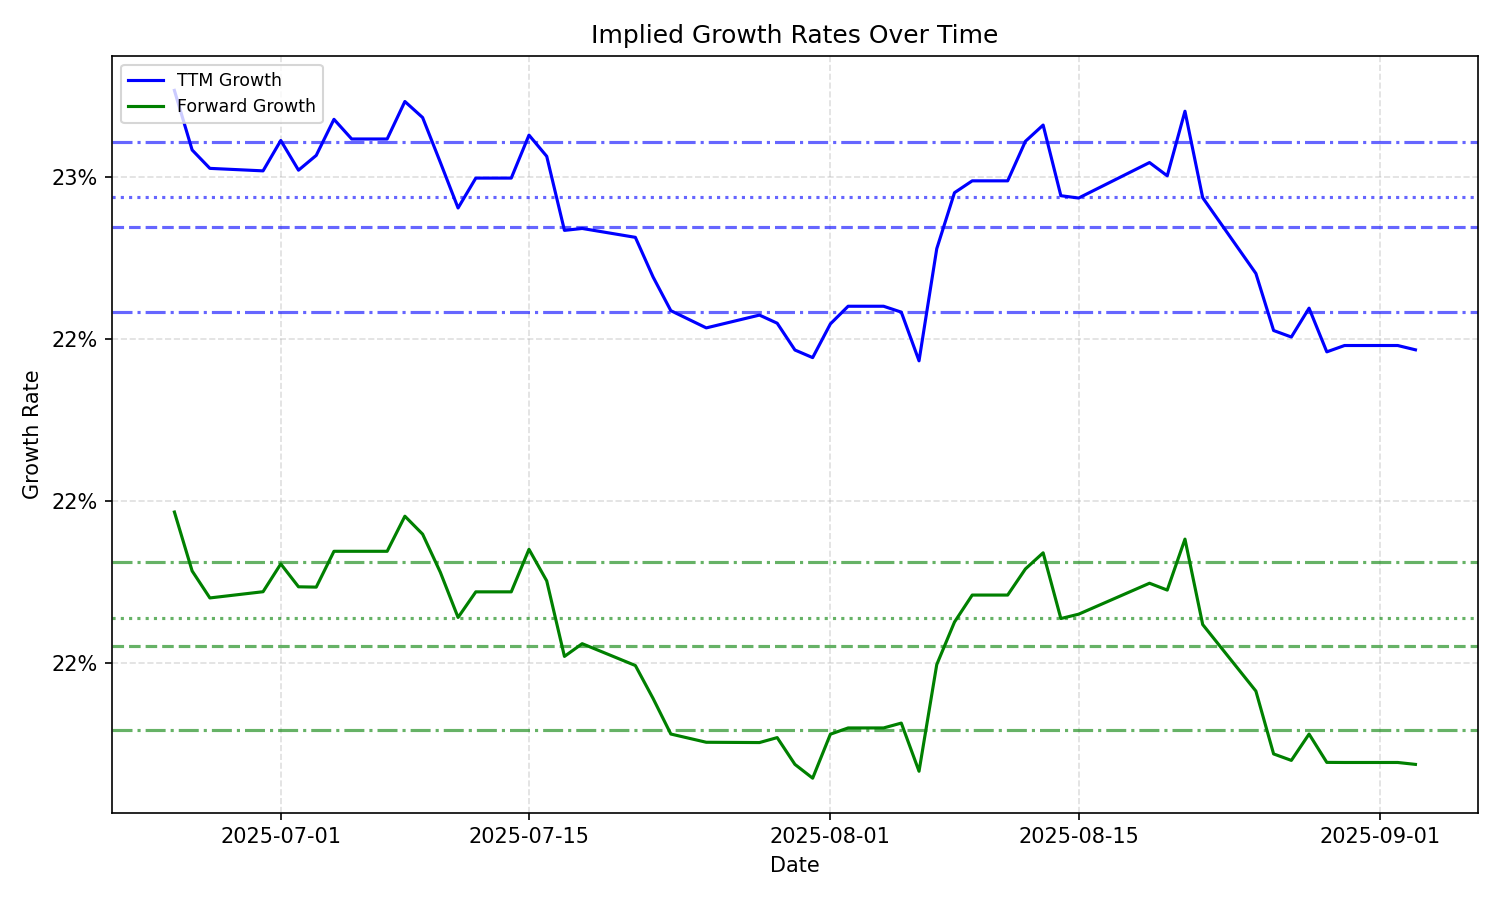 Implied Growth Rates Over Time
TTM Growth
Forward Growth
23%
22%
22%
22%
Growth Rate
2025-07-01
2025-07-15
2025-08-01
2025-08-15
2025-09-01
Date